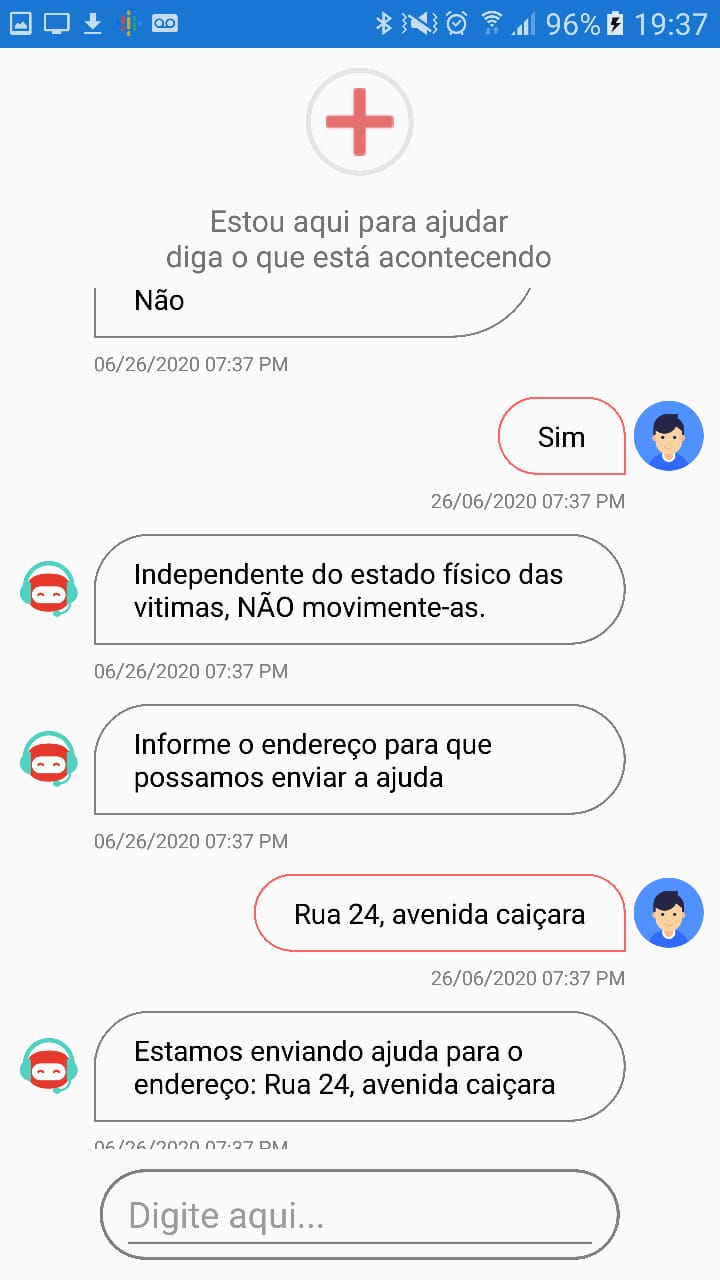 96% 19:37
Estou aqui para ajudar
diga o que está acontecendo
Não
06/26/2020 07:37 PM
Sim
26/06/2020 07:37 PM
Independente do estado físico das
vitimas, NÃO movimente-as.
06/26/2020 07:37 PM
Informe o endereço para que
possamos enviar a ajuda
06/26/2020 07:37 PM
Rua 24, avenida caiçara
26/06/2020 07:37 PM
Estamos enviando ajuda para o
endereço: Rua 24, avenida caiçara
06/26/2020 07:37 PM
Digite aqui...